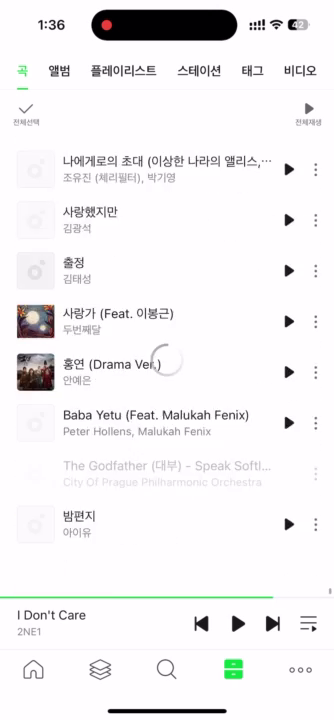 1:36
42
곡 앨범 플레이리스트 스테이션 태그 비디오
전체선택 전체재생
나에게로의 초대 (이상한 나라의 앨리스,...
조유진 (체리필터), 박기영
사랑했지만
김광석
출정
김태성
사랑가 (Feat. 이봉근)
두번째달
홍연 (Drama Ver.)
안예은
Baba Yetu (Feat. Malukah Fenix)
Peter Hollens, Malukah Fenix
The Godfather (대부) - Speak Softl...
City Of Prague Philharmonic Orchestra
밤편지
아이유
I Don't Care
2NE1